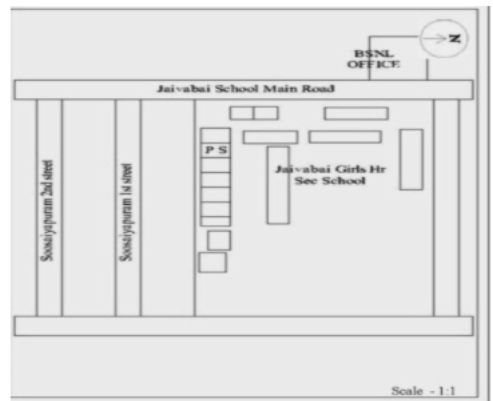 N
BSNL
OFFICE
Jaivabai School Main Road
P S
Jaivabai Girls Hr
Sec School
Soosaiyapuram 2nd street
Soosaiyapuram 1st street
Scale - 1:1